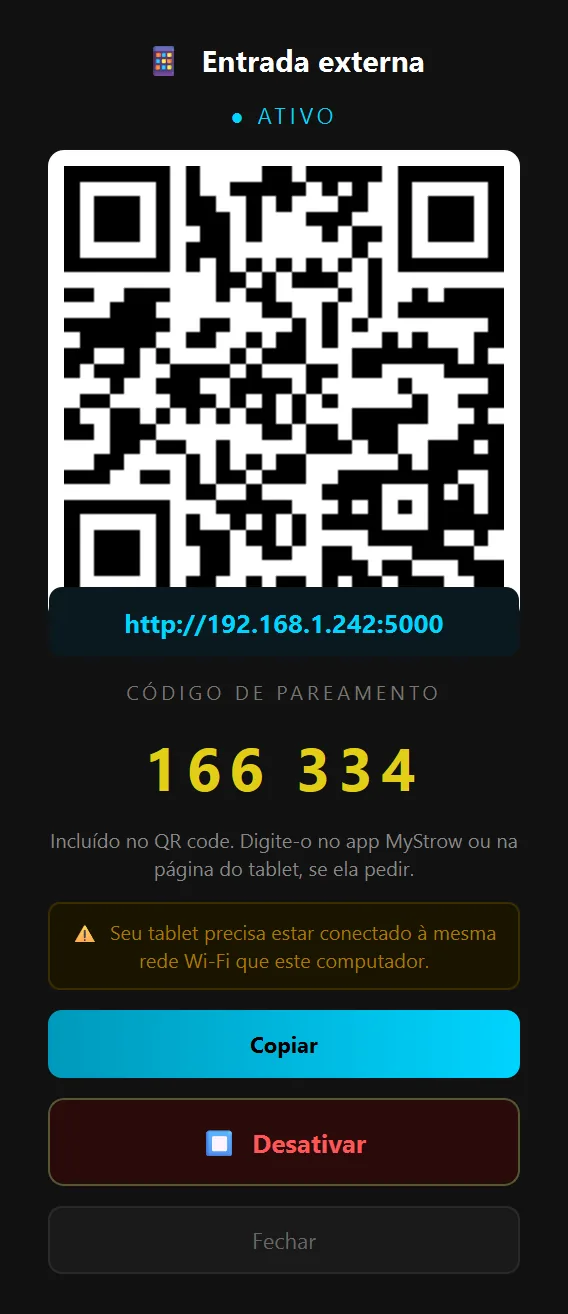 Entrada externa
● ATIVO
http://192.168.1.242:5000
CÓDIGO DE PAREAMENTO
166 334
Incluído no QR code. Digite-o no app MyStrow ou na
página do tablet, se ela pedir.
Seu tablet precisa estar conectado à mesma
rede Wi-Fi que este computador.
Copiar
Desativar
Fechar